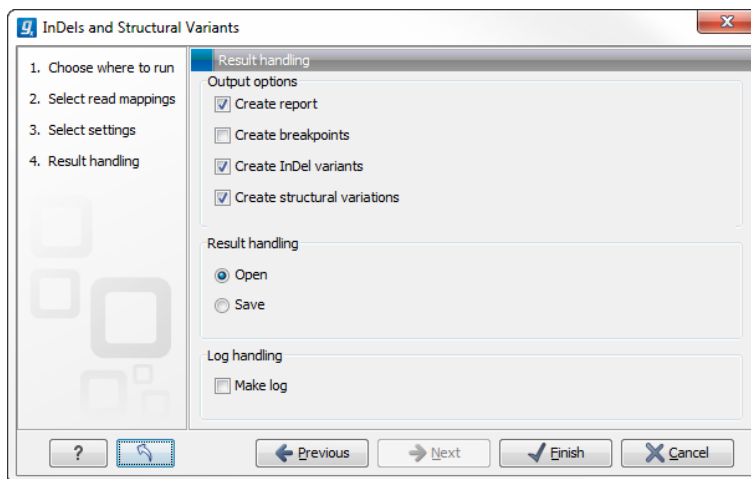 InDels and Structural Variants
1. Choose where to run
2. Select read mappings
3. Select settings
4. Result handling
Result handling
Output options
Create report
Create breakpoints
Create InDel variants
Create structural variations
Result handling
Open
Save
Log handling
Make log
?
Previous
Next
Finish
Cancel